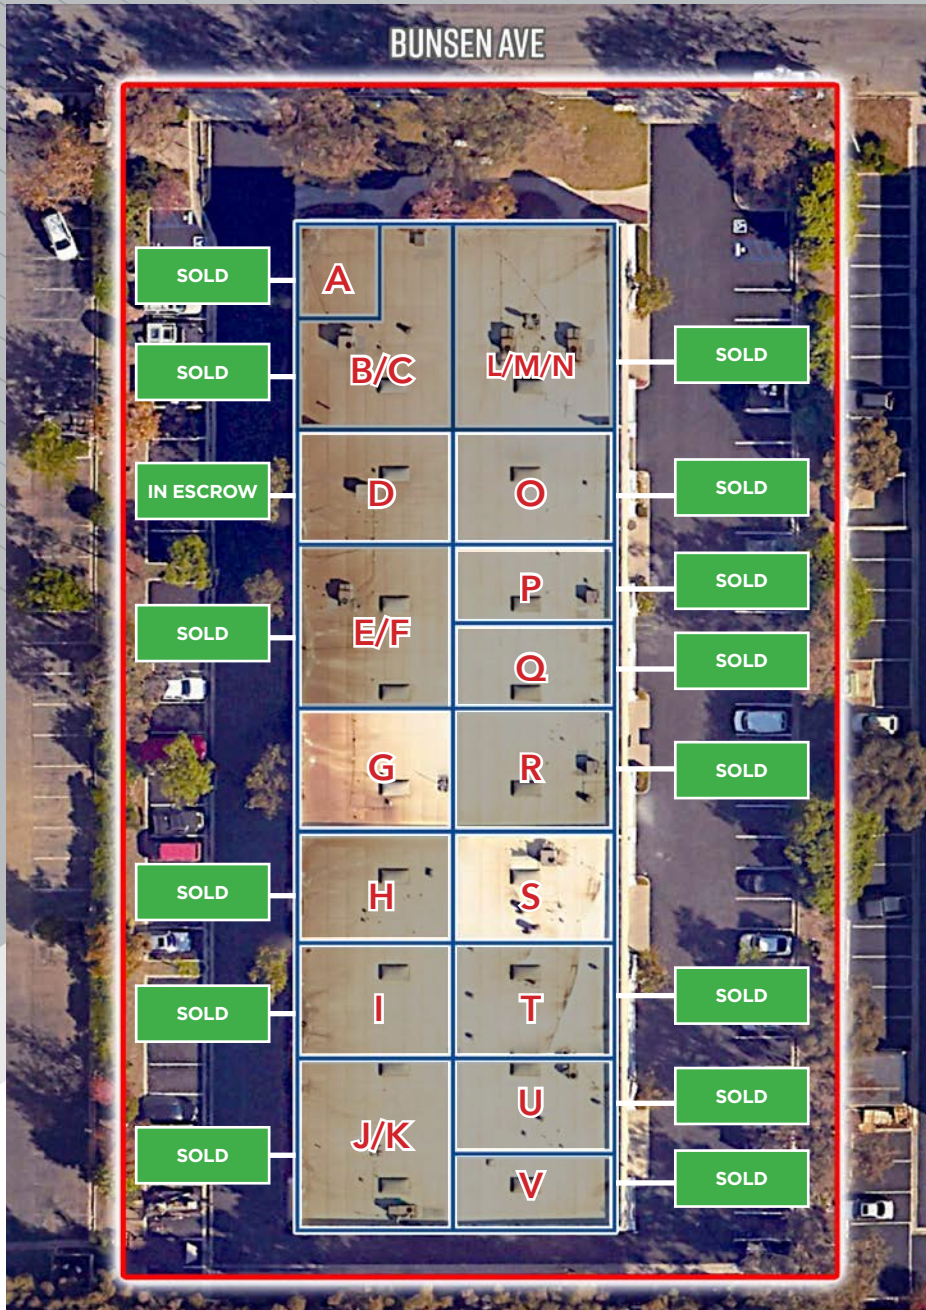 BUNSEN AVE
SOLD
A
SOLD
B/C
L/M/N
SOLD
IN ESCROW
D
O
SOLD
P
SOLD
SOLD
E/F
Q
SOLD
G
R
SOLD
SOLD
H
S
SOLD
I
T
SOLD
U
SOLD
SOLD
J/K
V
SOLD